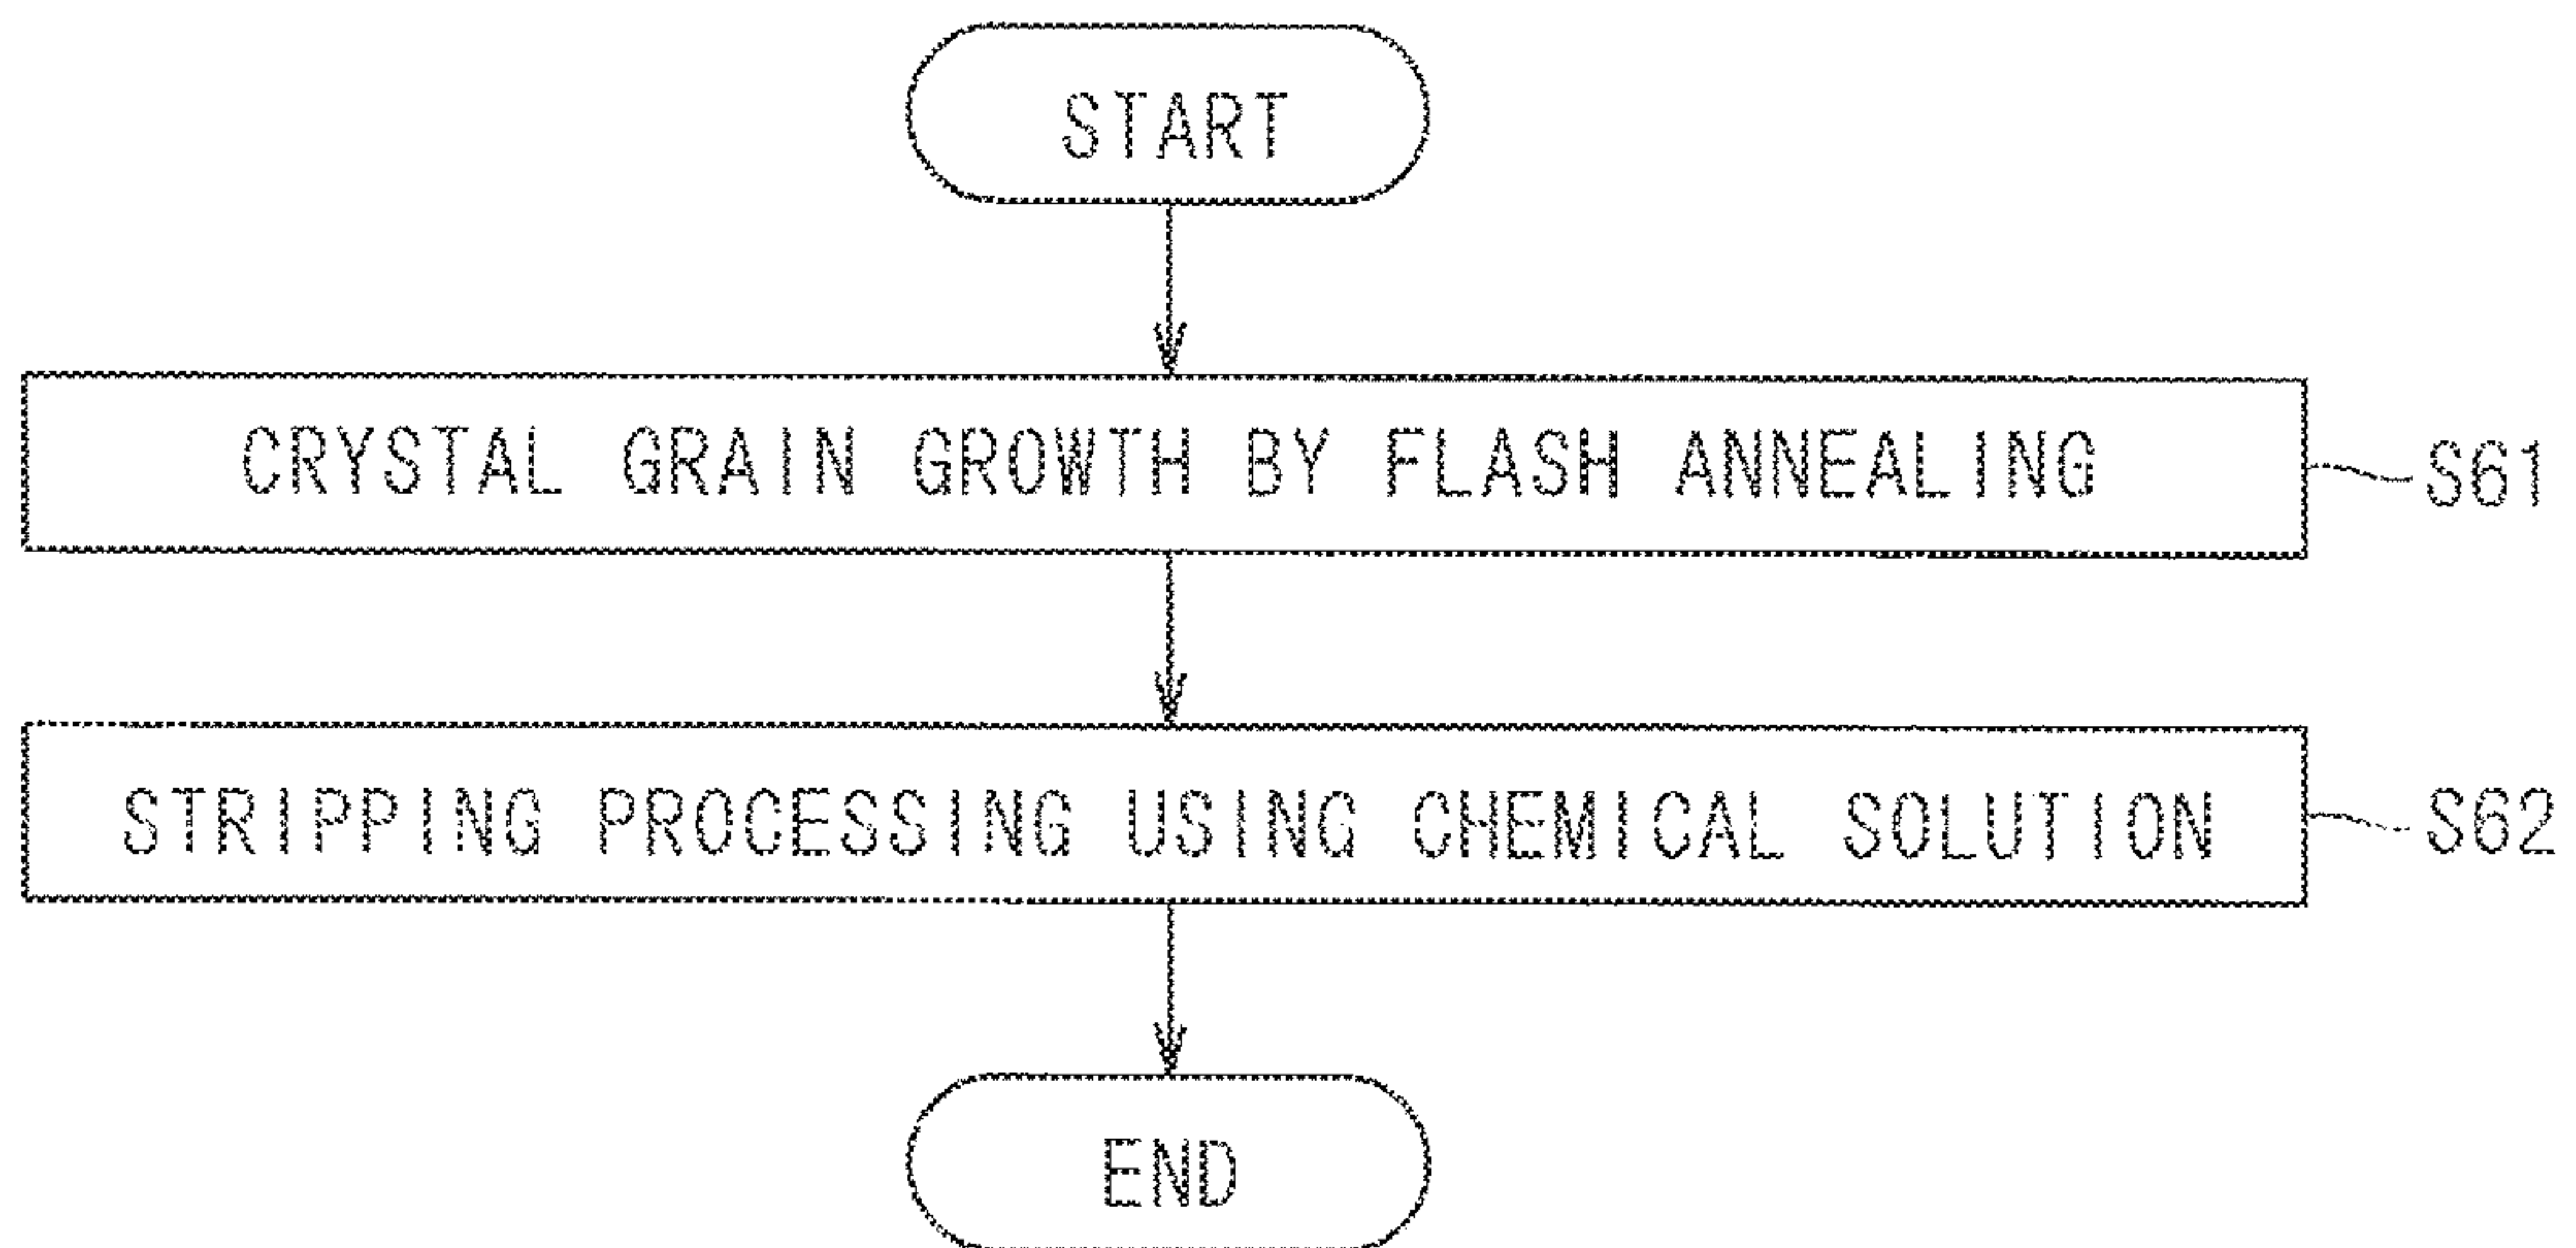 START
CRYSTAL GRAIN GROWTH BY FLASH ANNEALING
S61
STRIPPING PROCESSING USING CHEMICAL SOLUTION
S62
END